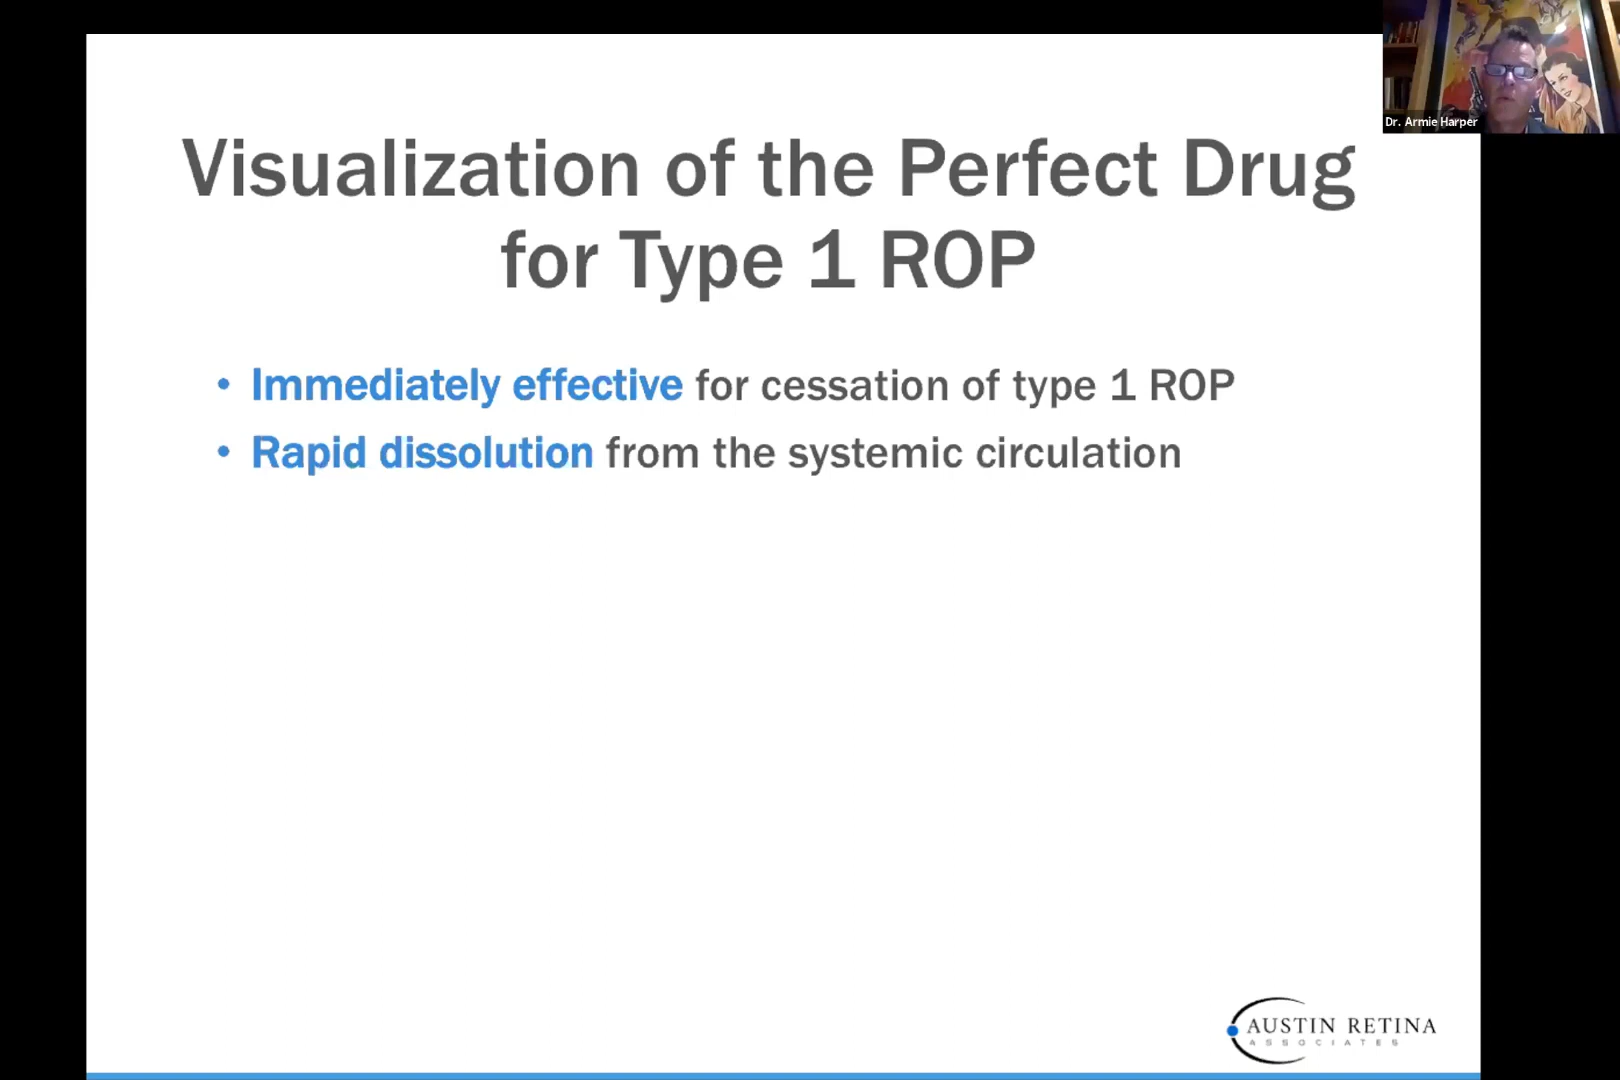 Dr. Armie Harper
Visualization of the Perfect Drug
for Type 1 ROP
• Immediately effective for cessation of type 1 ROP
• Rapid dissolution from the systemic circulation
AUSTIN RETINA
ASSOCIATES